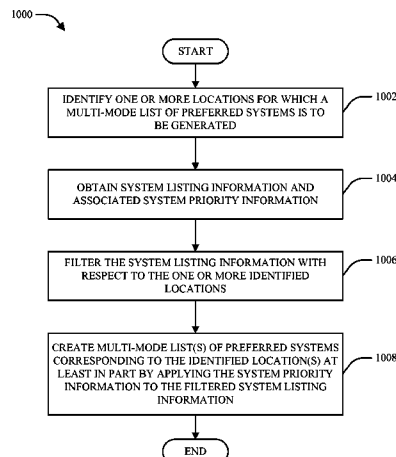 1000
START
IDENTIFY ONE OR MORE LOCATIONS FOR WHICH A
MULTI-MODE LIST OF PREFERRED SYSTEMS IS TO
BE GENERATED
1002
OBTAIN SYSTEM LISTING INFORMATION AND
ASSOCIATED SYSTEM PRIORITY INFORMATION
1004
FILTER THE SYSTEM LISTING INFORMATION WITH
RESPECT TO THE ONE OR MORE IDENTIFIED
LOCATIONS
1006
CREATE MULTI-MODE LIST(S) OF PREFERRED SYSTEMS
CORRESPONDING TO THE IDENTIFIED LOCATION(S) AT
LEAST IN PART BY APPLYING THE SYSTEM PRIORITY
INFORMATION TO THE FILTERED SYSTEM LISTING
INFORMATION
1008
END